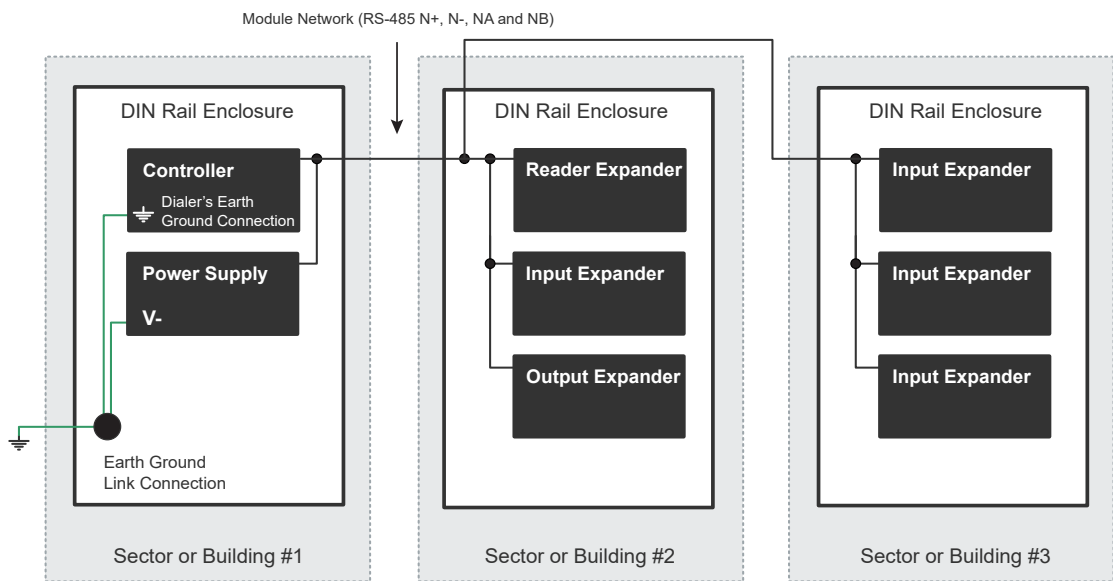 Module Network (RS-485 N+, N-, NA and NB)
DIN Rail Enclosure
Controller
Dialer's Earth
Ground Connection
Power Supply
V-
Earth Ground
Link Connection
Sector or Building #1
DIN Rail Enclosure
Reader Expander
Input Expander
Output Expander
Sector or Building #2
DIN Rail Enclosure
Input Expander
Input Expander
Input Expander
Sector or Building #3